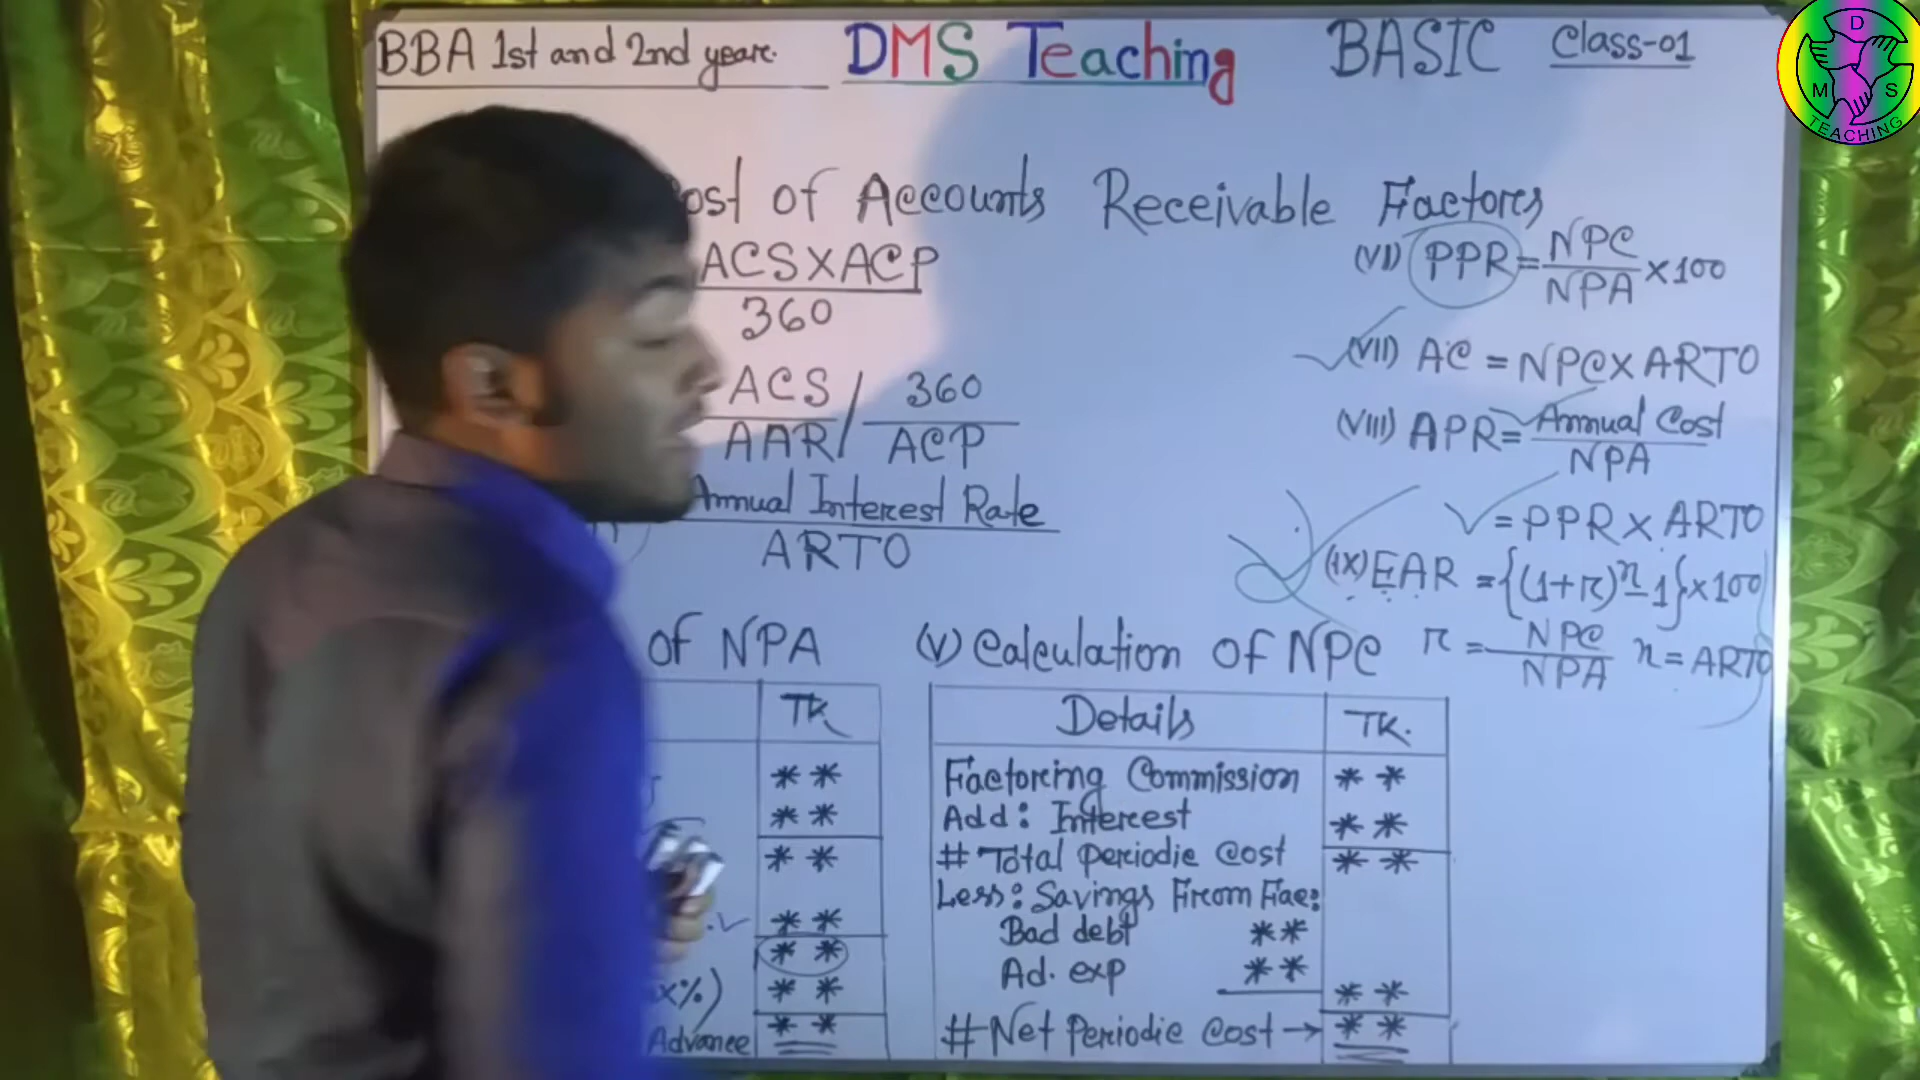 BBA 1st and 2nd year.
DMS Teaching
BASIC Class-01
D
M S
TEACHING
of Accounts Receivable Factors
ACS X ACP
360
ACS / 360
AAR ACP
Annual Interest Rate
ARTO
of NPA
TK
* *
* *
* *
* *
* *
x%) * *
Advance * *
(V) Calculation of NPC
Details TK.
Factoring Commission * *
Add: Interest * *
# Total periodic cost * *
Less: Savings From Fac:
Bad debt **
Ad. exp ** * *
# Net Periodic cost → * *
(VI) PPR = NPC / NPA × 100
(VII) AC = NPC X ARTO
(VIII) APR = Annual Cost / NPA
= PPR X ARTO
(IX) EAR = {(1+r)ⁿ - 1} × 100
r = NPC / NPA n = ARTO